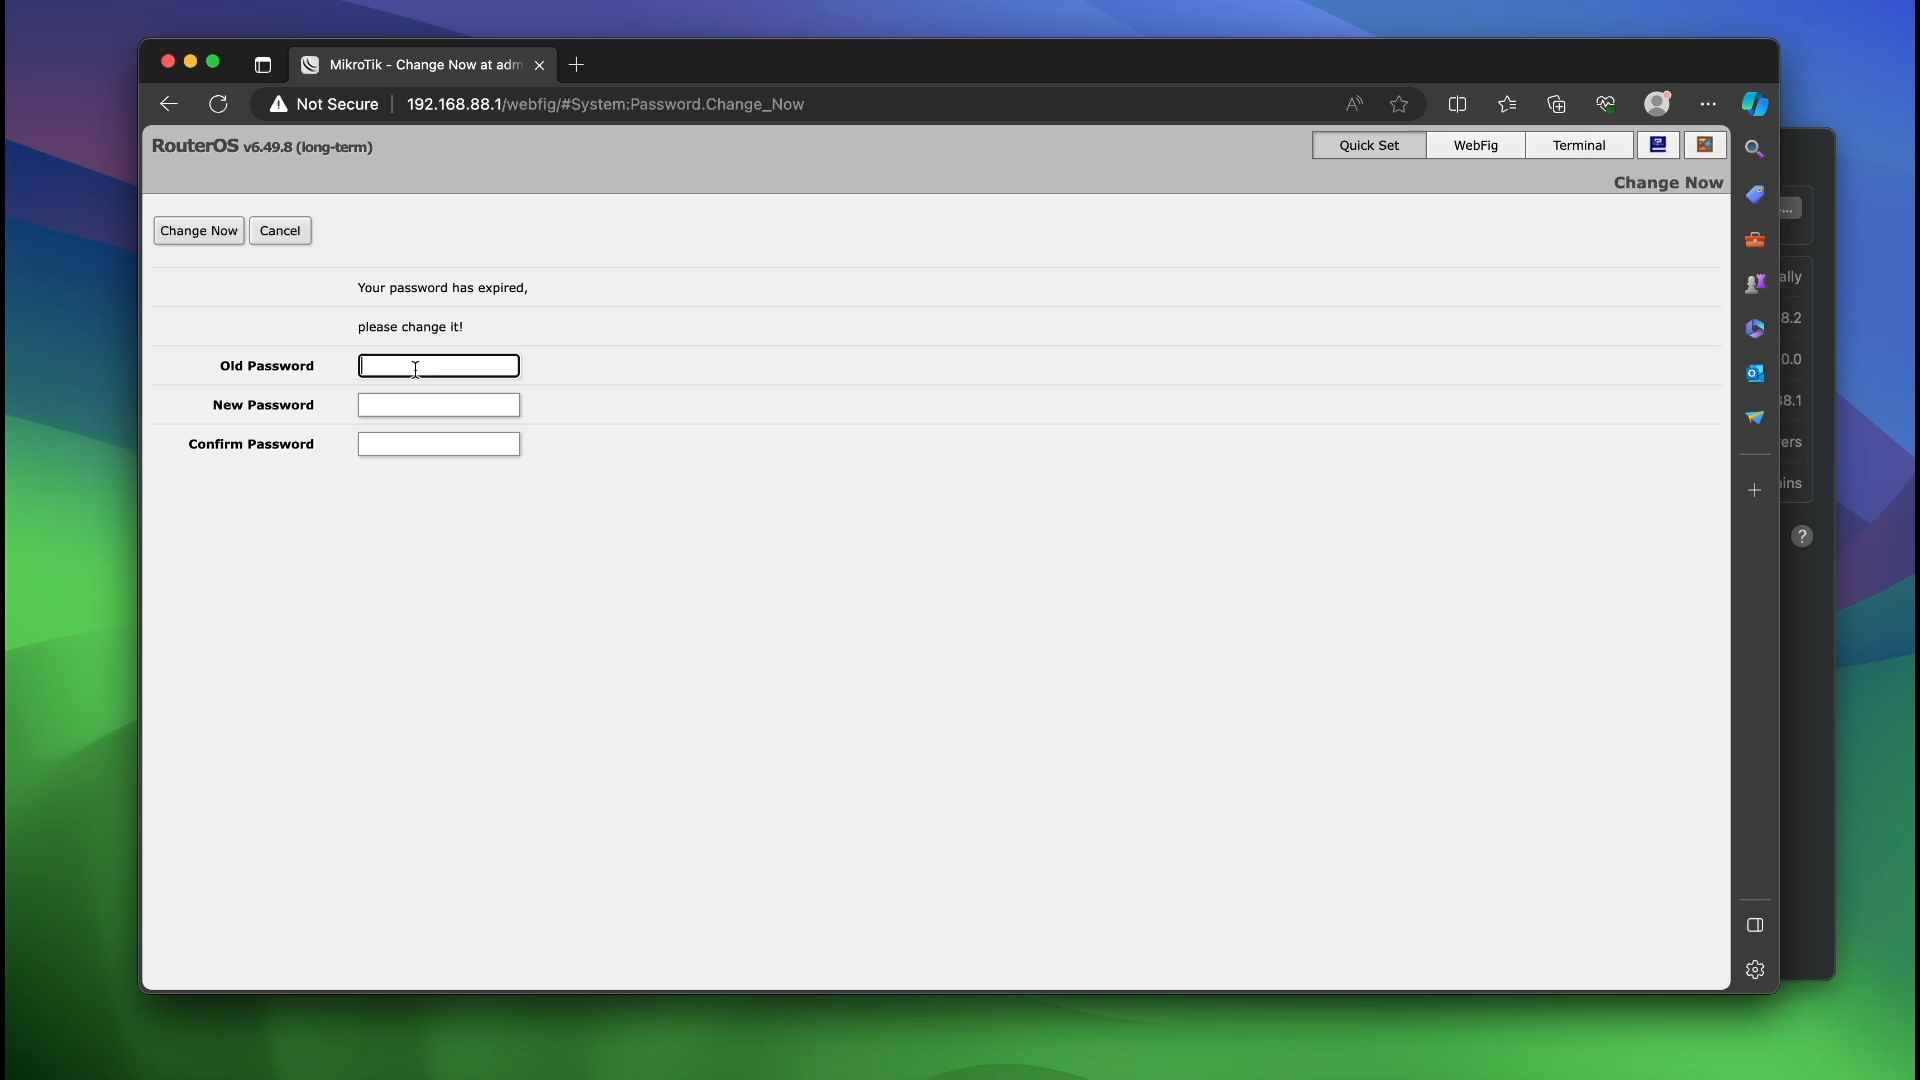 MikroTik - Change Now at adm
Not Secure
192.168.88.1/webfig/#System:Password.Change_Now
RouterOS v6.49.8 (long-term)
Quick Set
WebFig
Terminal
Change Now
Change Now
Cancel
Your password has expired,
please change it!
Old Password
New Password
Confirm Password
...
ally
8.2
0.0
38.1
ers
ins
?